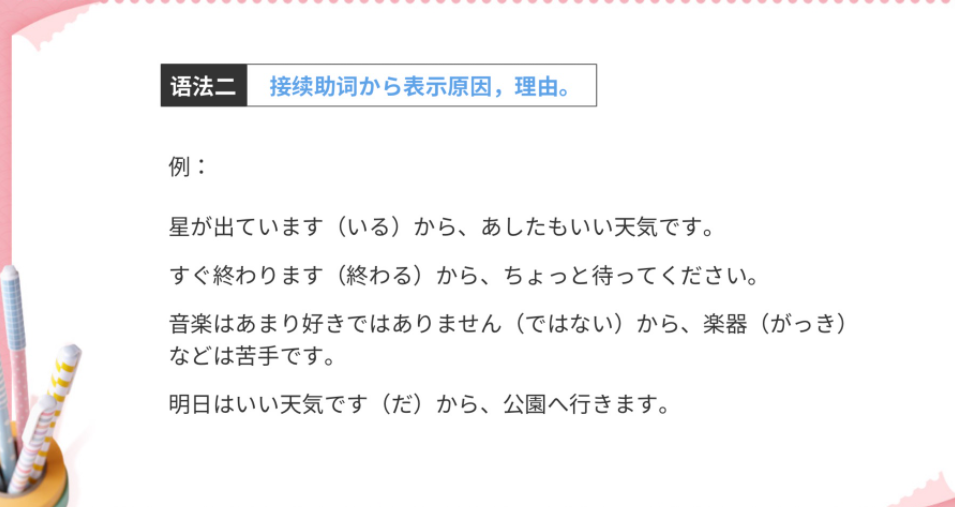 语法二 接续助词から表示原因，理由。
例：
星が出ています（いる）から、あしたもいい天気です。
すぐ終わります（終わる）から、ちょっと待ってください。
音楽はあまり好きではありません（ではない）から、楽器（がっき）
などは苦手です。
明日はいい天気です（だ）から、公園へ行きます。